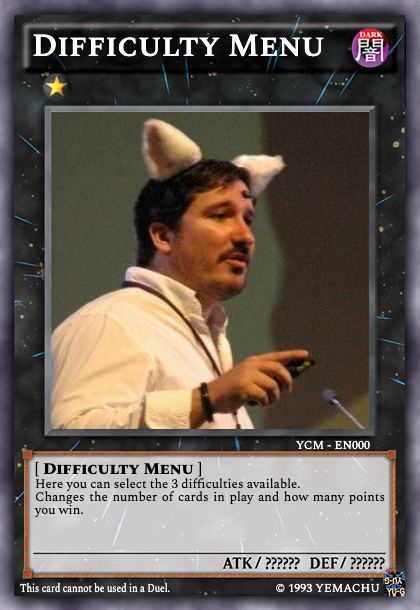 DIFFICULTY MENU
DARK
闇
YCM - EN000
[ DIFFICULTY MENU ]
Here you can select the 3 difficulties available.
Changes the number of cards in play and how many points
you win.
ATK / ?????? DEF / ??????
This card cannot be used in a Duel.
© 1993 YEMACHU